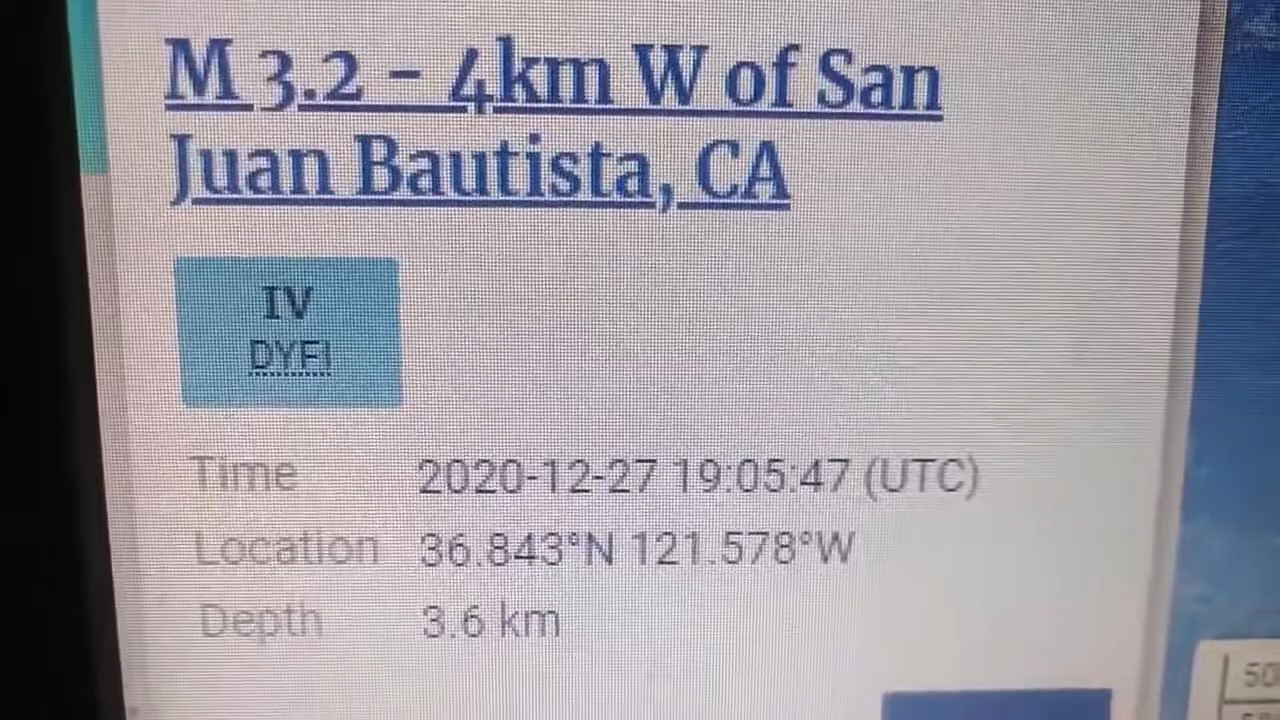 M 3.2 - 4km W of San
Juan Bautista, CA
IV
DYFI
Time 2020-12-27 19:05:47 (UTC)
Location 36.843°N 121.578°W
Depth 3.6 km
50